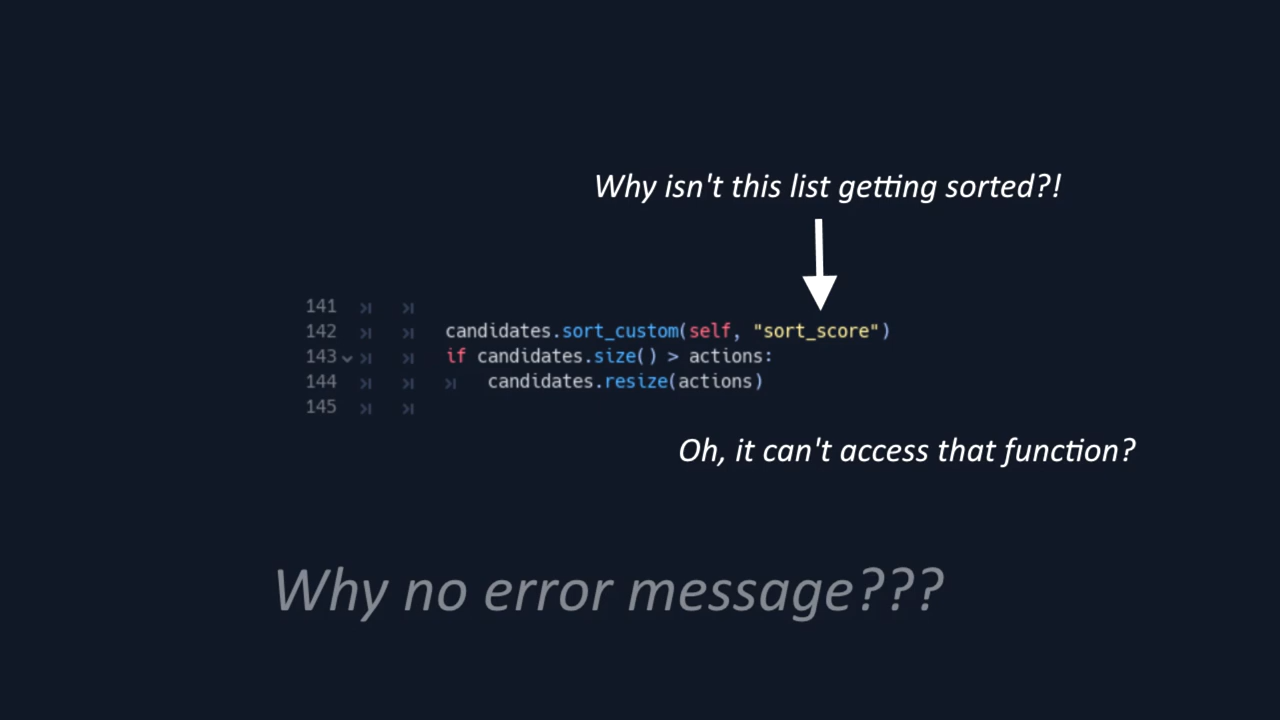 Why isn't this list getting sorted?!
141
142 candidates.sort_custom(self, "sort_score")
143 if candidates.size() > actions:
144 candidates.resize(actions)
145
Oh, it can't access that function?
Why no error message???